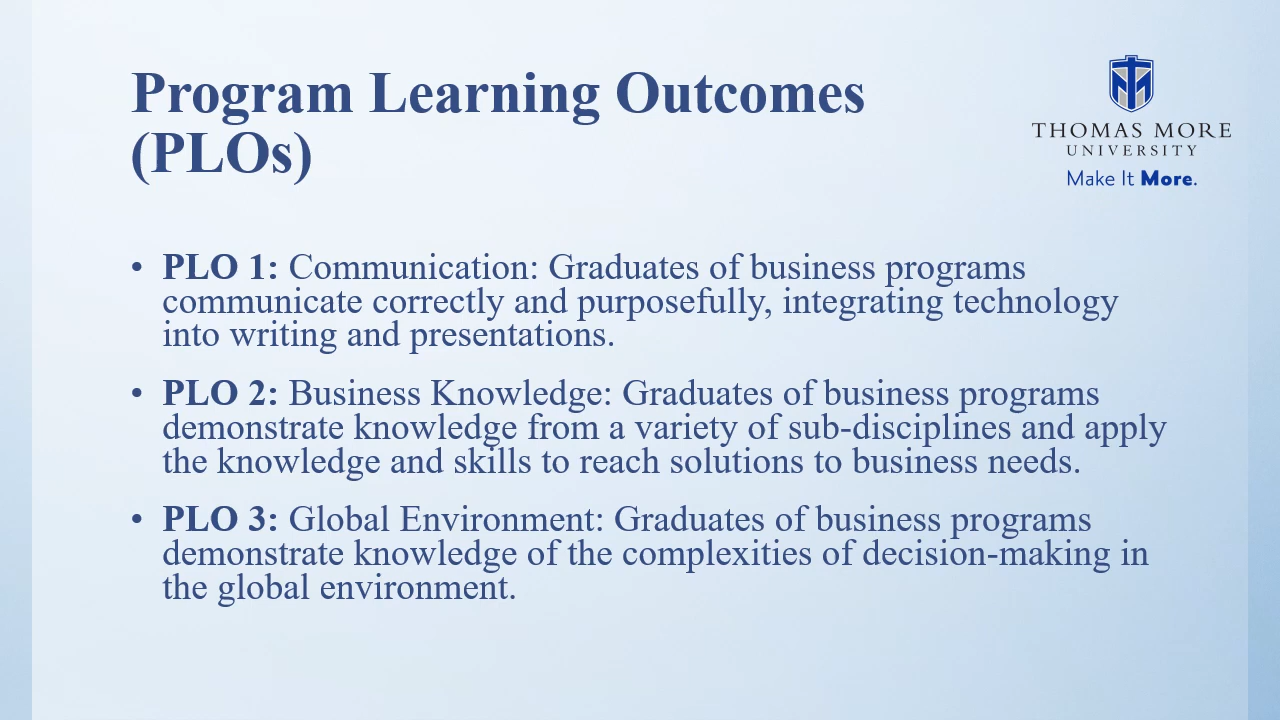 Program Learning Outcomes
(PLOs)
THOMAS MORE
UNIVERSITY
Make It More.
• PLO 1: Communication: Graduates of business programs
communicate correctly and purposefully, integrating technology
into writing and presentations.
• PLO 2: Business Knowledge: Graduates of business programs
demonstrate knowledge from a variety of sub-disciplines and apply
the knowledge and skills to reach solutions to business needs.
• PLO 3: Global Environment: Graduates of business programs
demonstrate knowledge of the complexities of decision-making in
the global environment.